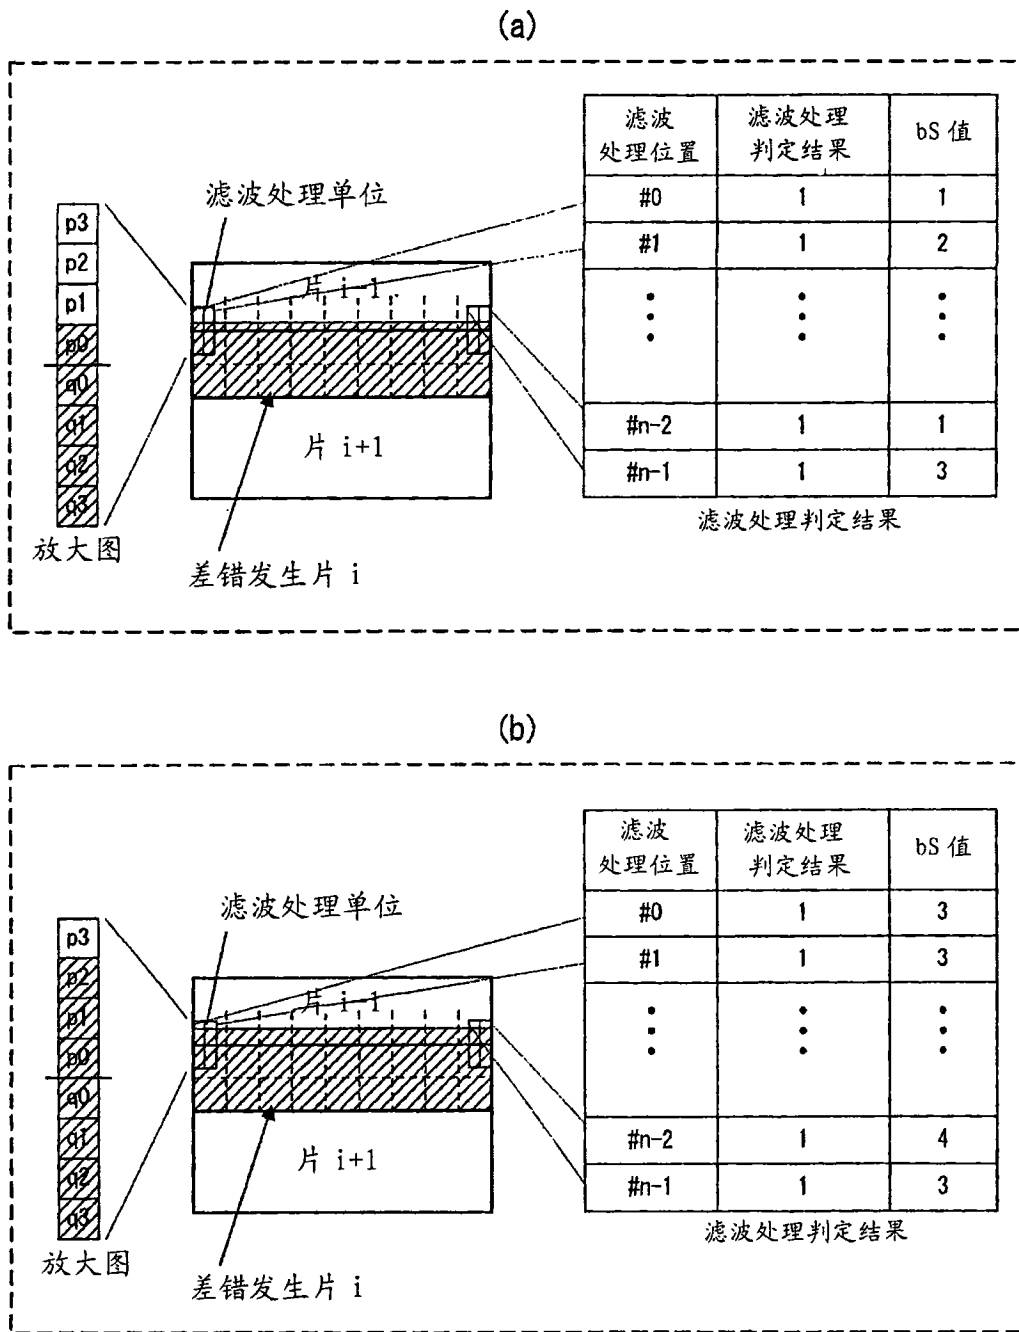 (a)
滤波处理单位
p3
p2
p1
p0
q0
q1
q2
q3
放大图
片 i-1
片 i+1
差错发生片 i
滤波 处理位置 滤波处理 判定结果 bS 值
#0 1 1
#1 1 2
#n-2 1 1
#n-1 1 3
滤波处理判定结果
(b)
滤波处理单位
p3
p2
p1
p0
q0
q1
q2
q3
放大图
片 i-1
片 i+1
差错发生片 i
滤波 处理位置 滤波处理 判定结果 bS 值
#0 1 3
#1 1 3
#n-2 1 4
#n-1 1 3
滤波处理判定结果